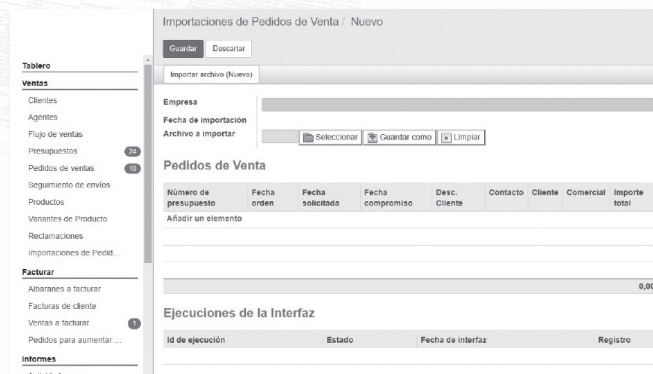 Importaciones de Pedidos de Venta / Nuevo
Guardar Descartar
Importar archivo (Nuevo)
Tablero
Ventas
Clientes
Agentes
Flujo de ventas
Presupuestos 24
Pedidos de ventas 10
Seguimiento de envíos
Productos
Variantes de Producto
Reclamaciones
Importaciones de Pedid...
Facturar
Albaranes a facturar
Facturas de cliente
Ventas a facturar 1
Pedidos para aumentar ...
Informes
Empresa
Fecha de importación
Archivo a importar Seleccionar Guardar como Limpiar
Pedidos de Venta
Número de presupuesto Fecha orden Fecha solicitada Fecha compromiso Desc. Cliente Contacto Cliente Comercial Importe total
Añadir un elemento
0,00
Ejecuciones de la Interfaz
Id de ejecución Estado Fecha de interfaz Registro